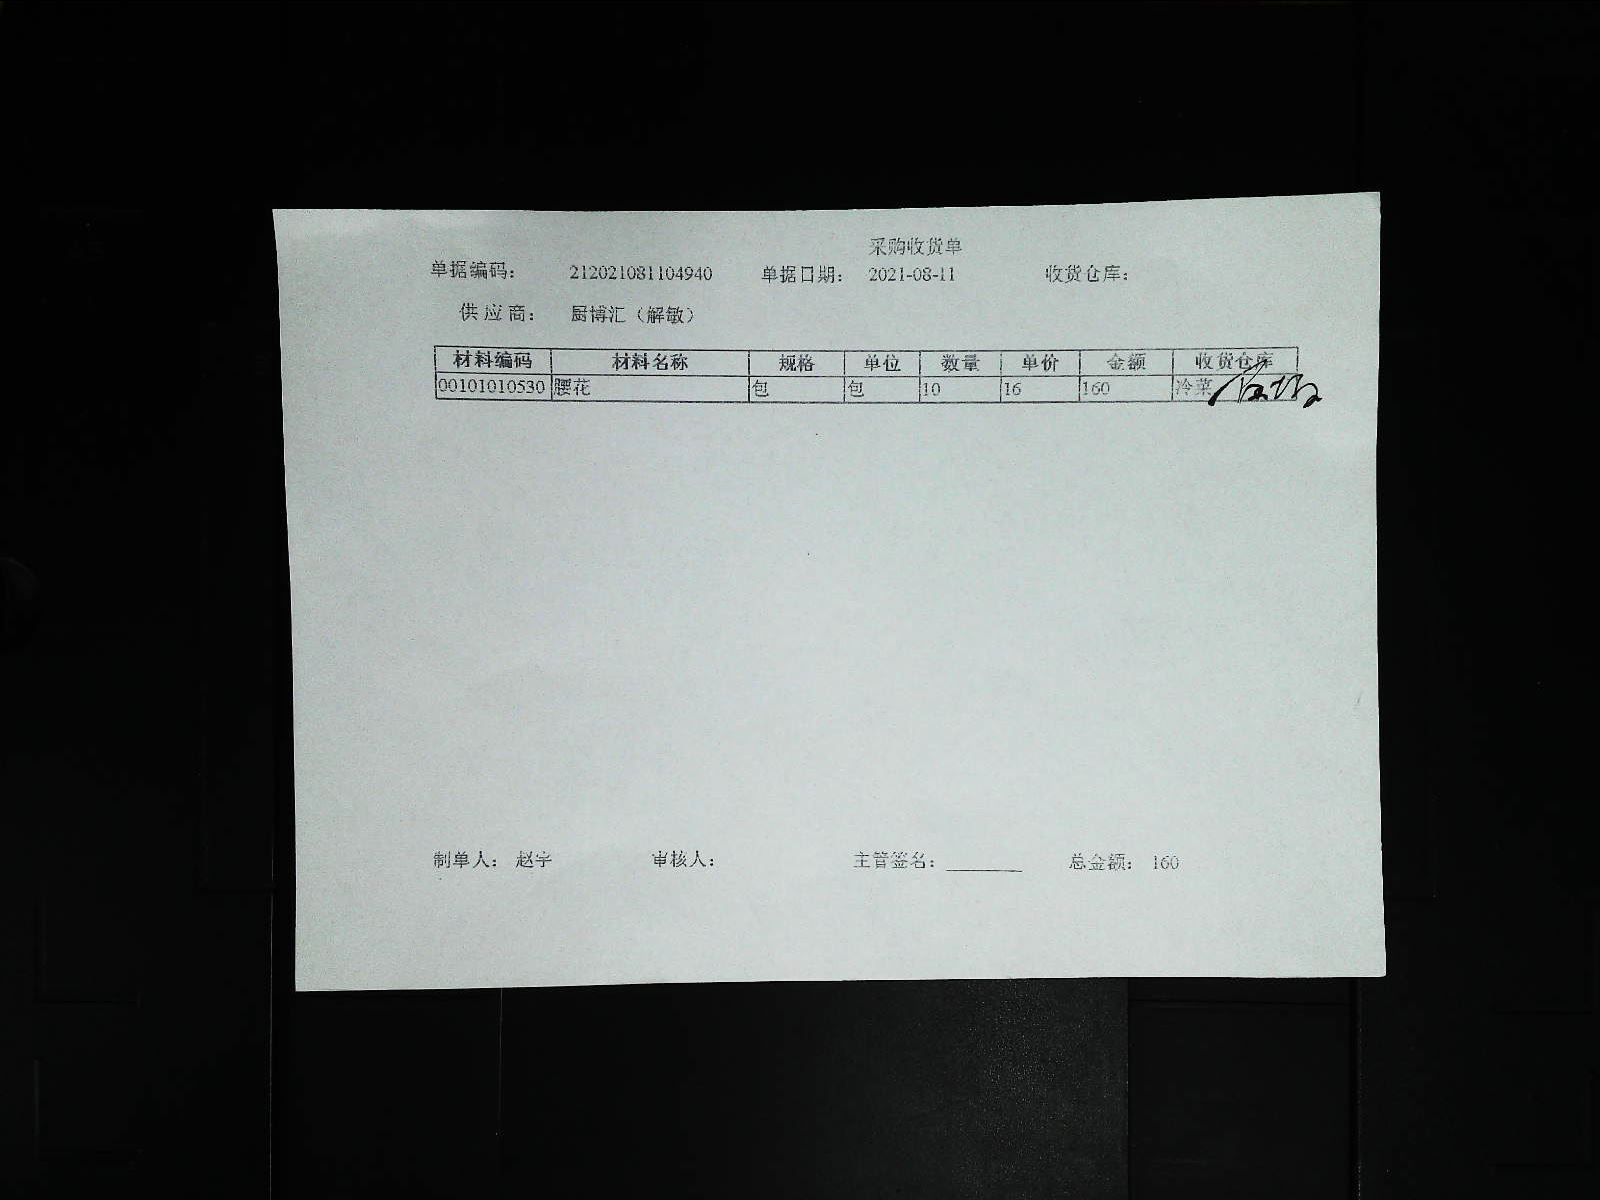 采购收货单
单据编码： 212021081104940 单据日期： 2021-08-11 收货仓库：
供应商： 厨博汇（解敏）
材料编码 材料名称 规格 单位 数量 单价 金额 收货仓库
00101010530 腰花 包 包 10 16 160 冷菜
制单人： 赵宇 审核人： 主管签名： 总金额： 160